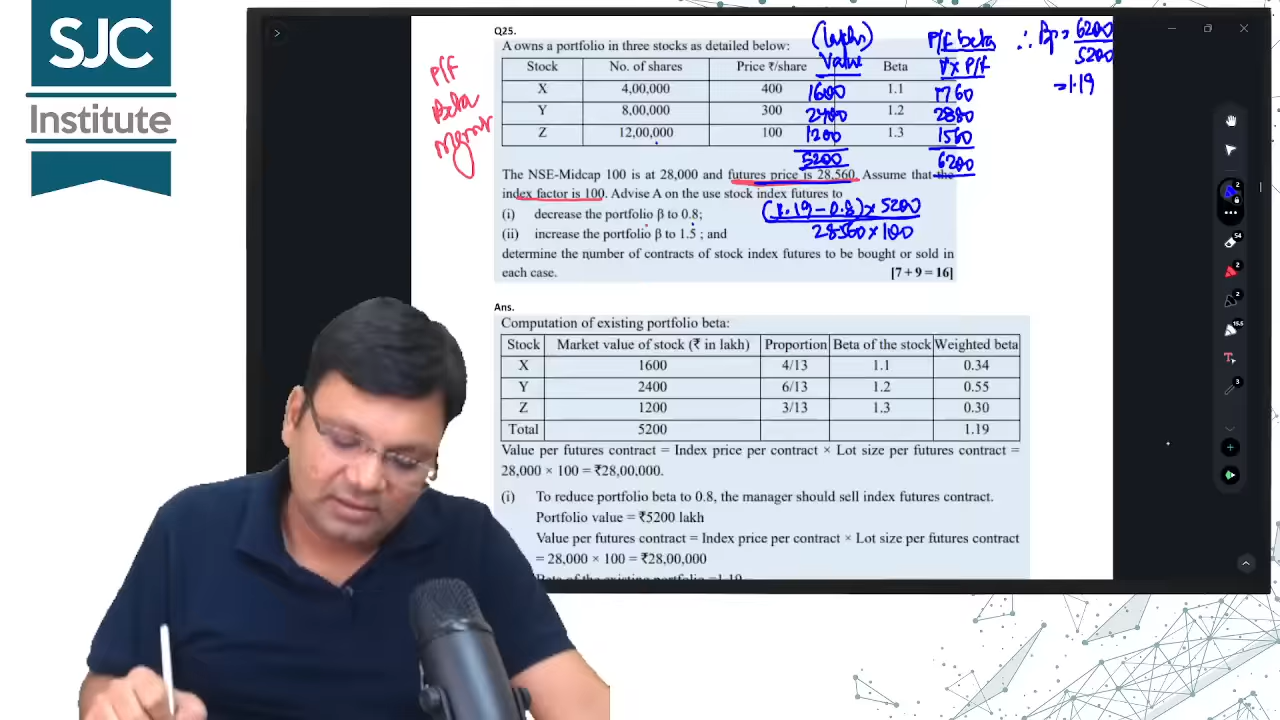 SJC
Institute
P/F
Beta
Mgmt
Q25.
A owns a portfolio in three stocks as detailed below:
Stock No. of shares Price ₹/share Beta
X 4,00,000 400 1.1
Y 8,00,000 300 1.2
Z 12,00,000 100 1.3
(lakhs)
Value
1600
2400
1200
5200
P/F beta
V x P/F
1760
2880
1560
6200
∴ Bp = 6200
5200
= 1.19
The NSE-Midcap 100 is at 28,000 and futures price is 28,560. Assume that the
index factor is 100. Advise A on the use stock index futures to
(i) decrease the portfolio β to 0.8;
(ii) increase the portfolio β to 1.5 ; and
determine the number of contracts of stock index futures to be bought or sold in
each case. [7 + 9 = 16]
(1.19 - 0.8) x 5200
28560 x 100
Ans.
Computation of existing portfolio beta:
Stock Market value of stock (₹ in lakh) Proportion Beta of the stock Weighted beta
X 1600 4/13 1.1 0.34
Y 2400 6/13 1.2 0.55
Z 1200 3/13 1.3 0.30
Total 5200 1.19
Value per futures contract = Index price per contract × Lot size per futures contract =
28,000 × 100 = ₹28,00,000.
(i) To reduce portfolio beta to 0.8, the manager should sell index futures contract.
Portfolio value = ₹5200 lakh
Value per futures contract = Index price per contract × Lot size per futures contract
= 28,000 × 100 = ₹28,00,000
Beta of the existing portfolio =1.19